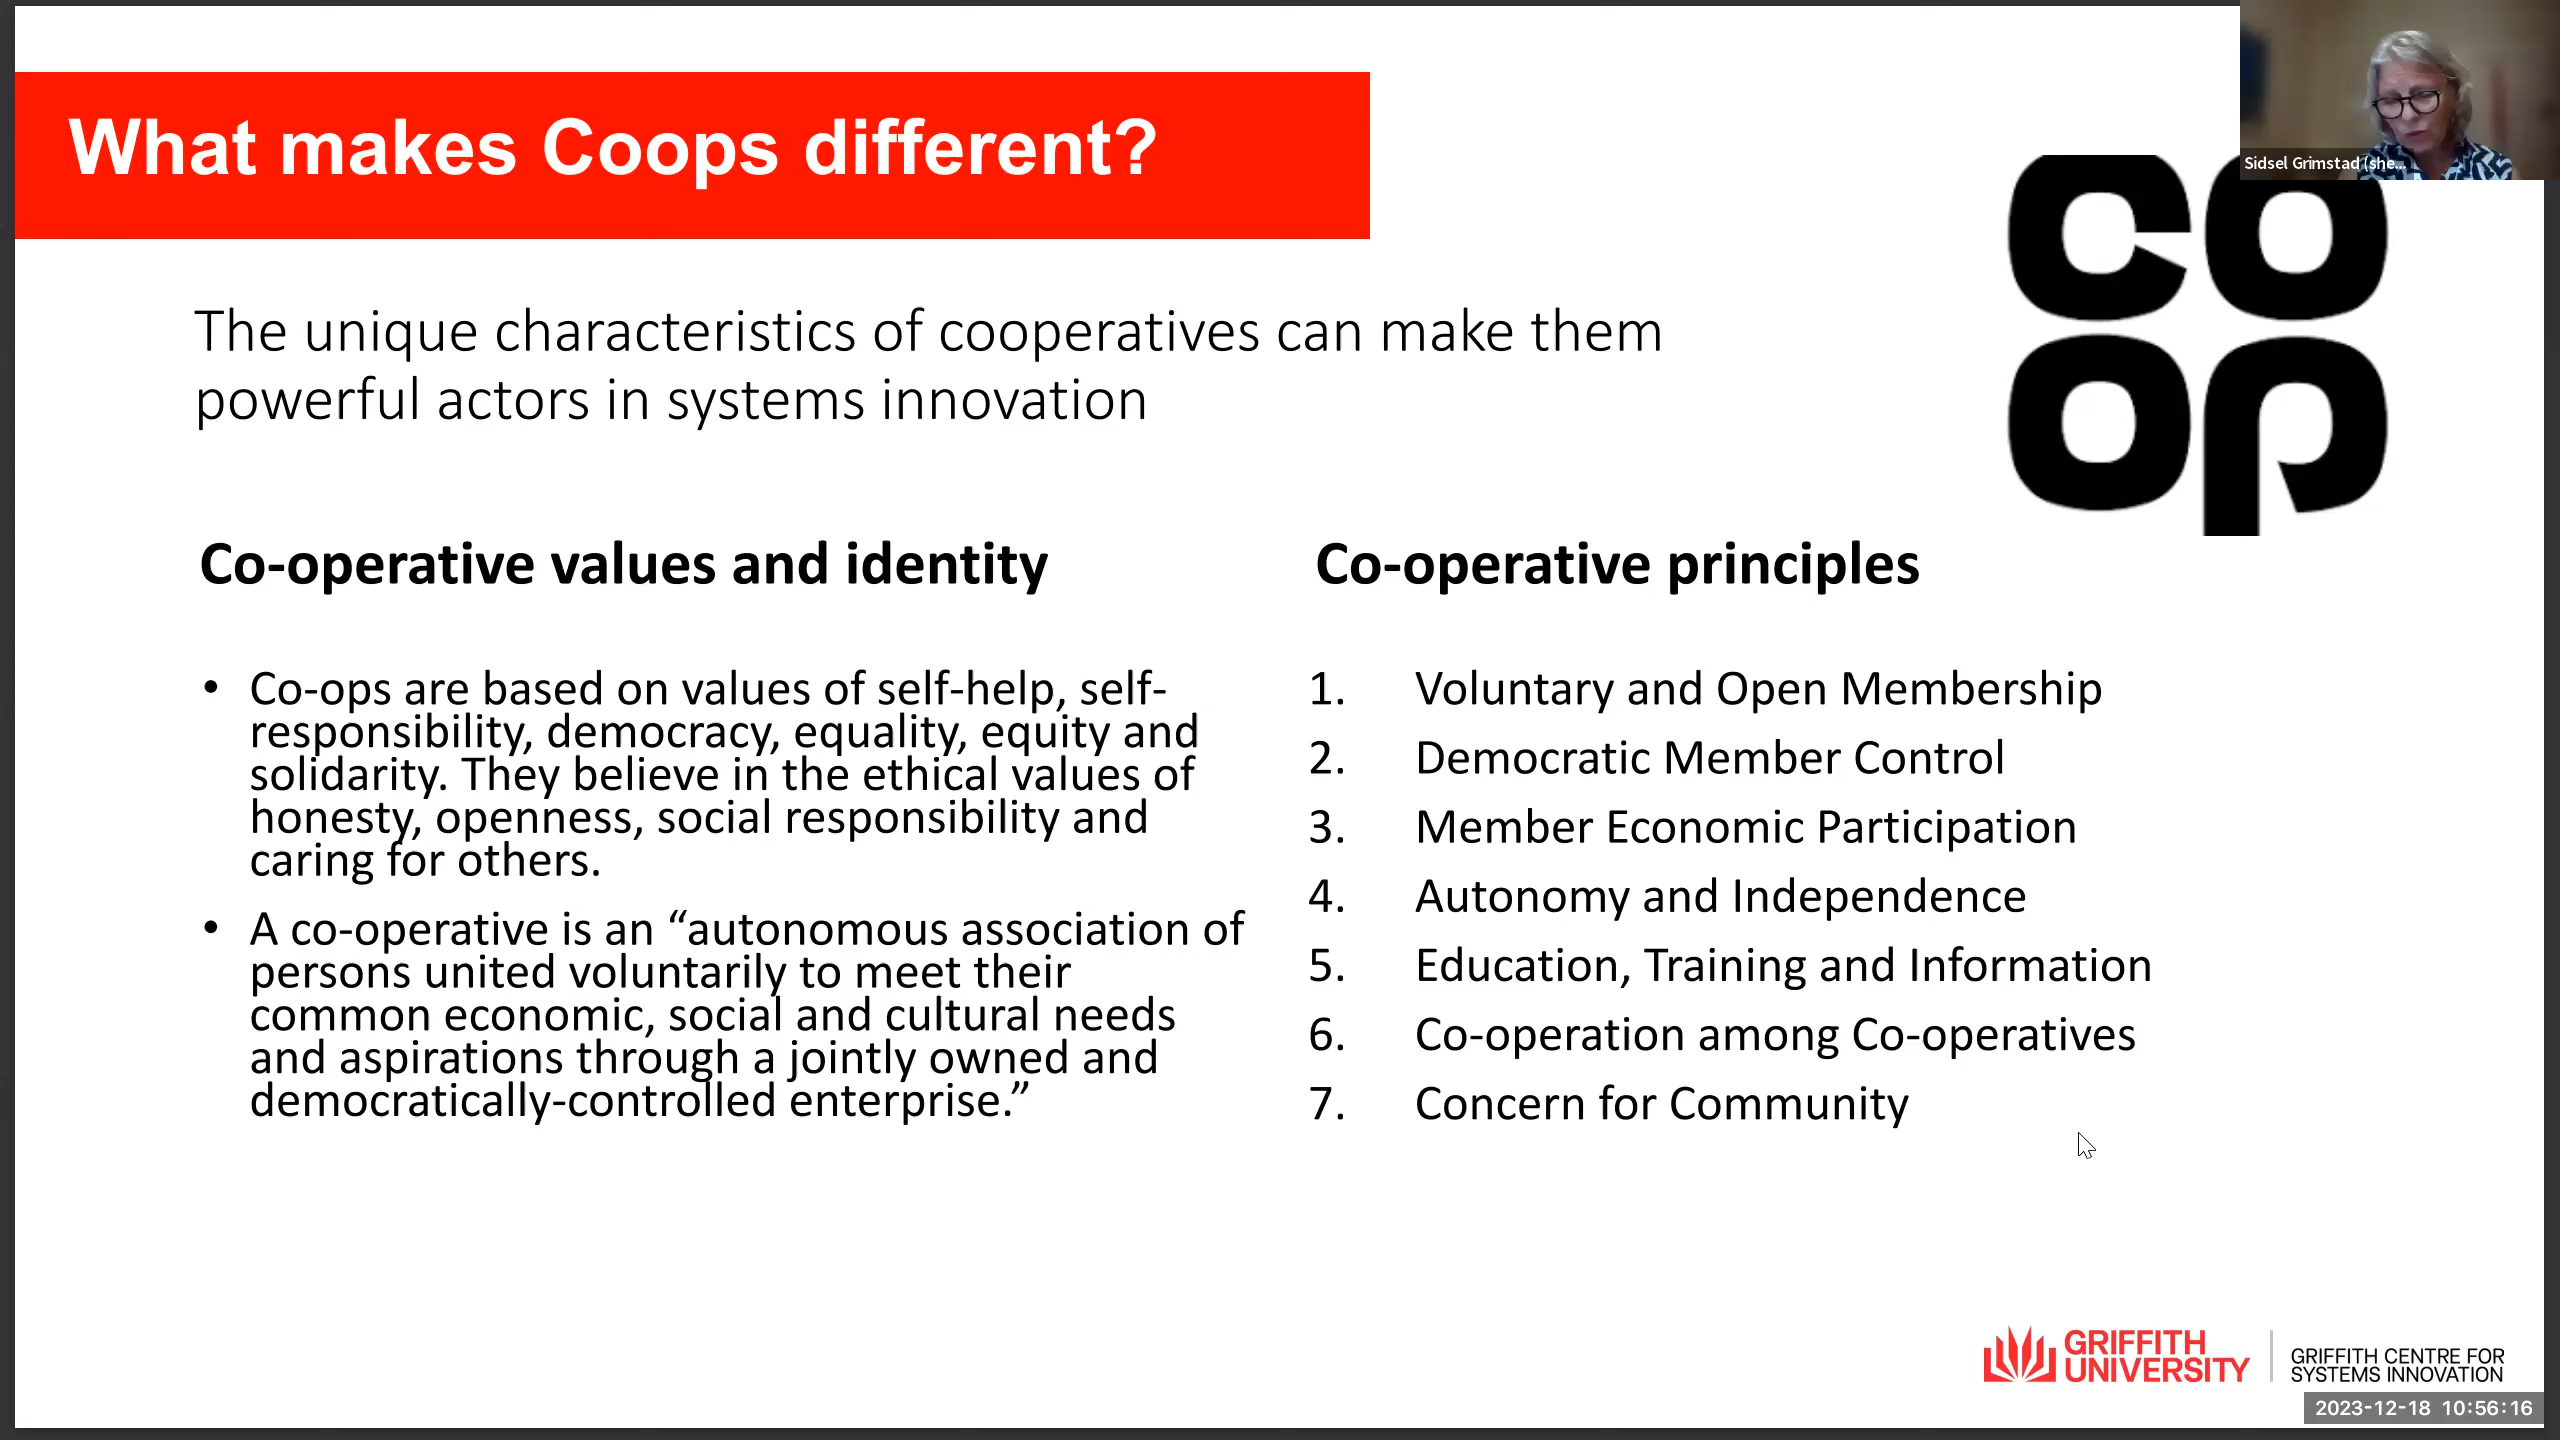 What makes Coops different?
Sidsel Grimstad (she...
co
op
The unique characteristics of cooperatives can make them
powerful actors in systems innovation
Co-operative values and identity
• Co-ops are based on values of self-help, self-
responsibility, democracy, equality, equity and
solidarity. They believe in the ethical values of
honesty, openness, social responsibility and
caring for others.
• A co-operative is an “autonomous association of
persons united voluntarily to meet their
common economic, social and cultural needs
and aspirations through a jointly owned and
democratically-controlled enterprise.”
Co-operative principles
1. Voluntary and Open Membership
2. Democratic Member Control
3. Member Economic Participation
4. Autonomy and Independence
5. Education, Training and Information
6. Co-operation among Co-operatives
7. Concern for Community
GRIFFITH
UNIVERSITY
GRIFFITH CENTRE FOR
SYSTEMS INNOVATION
2023-12-18 10:56:16